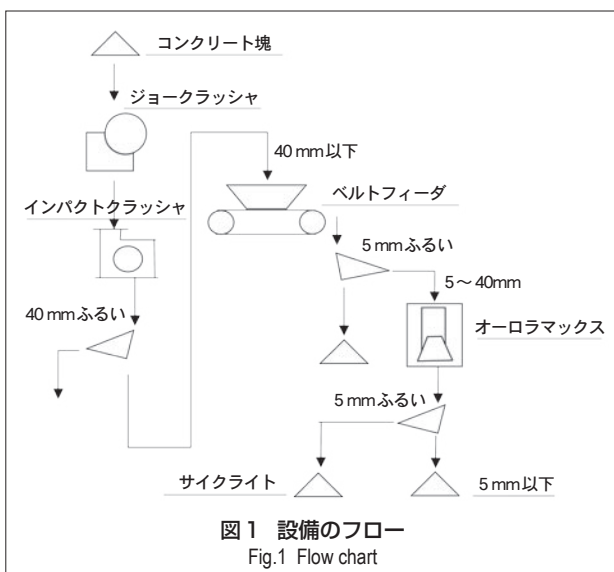 コンクリート塊
ジョークラッシャ
インパクトクラッシャ
40 mmふるい
40 mm以下
ベルトフィーダ
5 mmふるい
5～40mm
オーロラマックス
5 mmふるい
サイクライト
5 mm以下
図1 設備のフロー
Fig.1 Flow chart